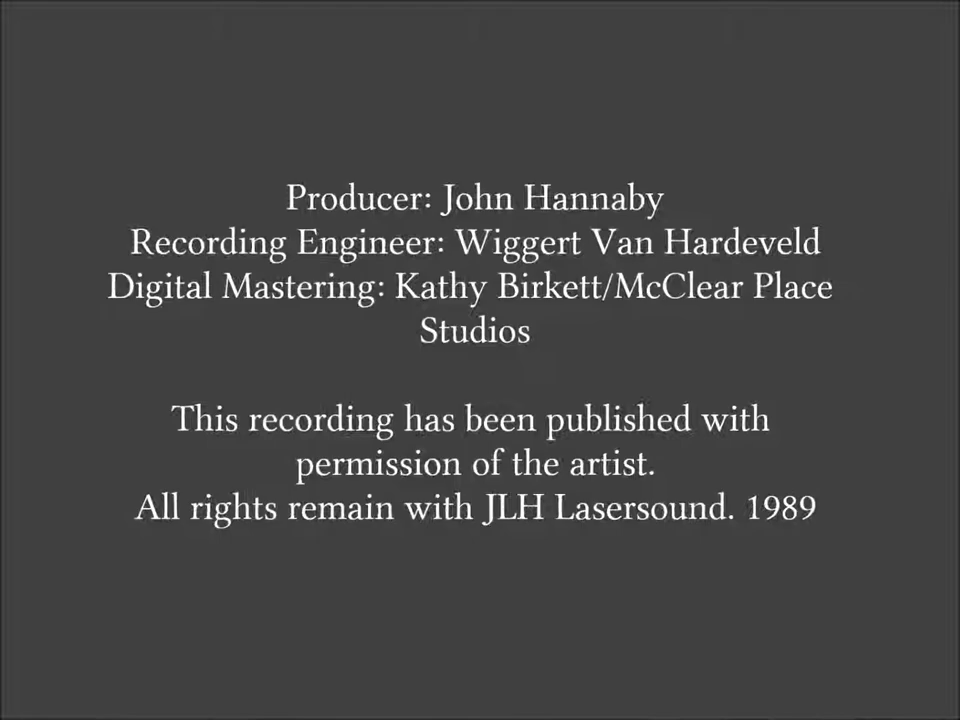 Producer: John Hannaby
Recording Engineer: Wiggert Van Hardeveld
Digital Mastering: Kathy Birkett/McClear Place
Studios
This recording has been published with
permission of the artist.
All rights remain with JLH Lasersound. 1989